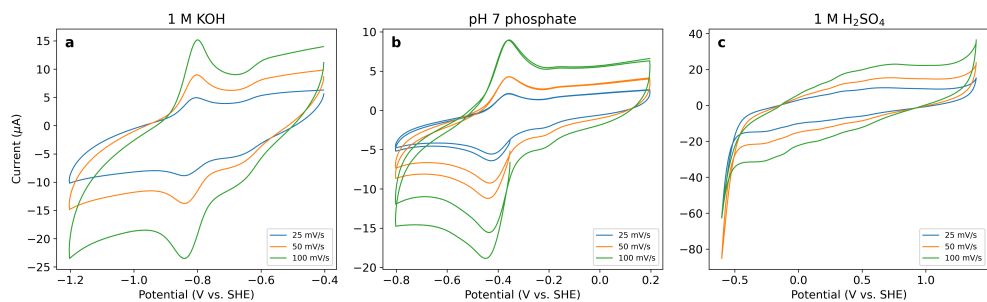 1 M KOH
a
Current (μA)
15
10
5
0
−5
−10
−15
−20
−25
−1.2
−1.0
−0.8
−0.6
−0.4
Potential (V vs. SHE)
25 mV/s
50 mV/s
100 mV/s
pH 7 phosphate
b
10
5
0
−5
−10
−15
−20
−0.8
−0.6
−0.4
−0.2
0.0
0.2
Potential (V vs. SHE)
25 mV/s
50 mV/s
100 mV/s
1 M H₂SO₄
c
40
20
0
−20
−40
−60
−80
−0.5
0.0
0.5
1.0
Potential (V vs. SHE)
25 mV/s
50 mV/s
100 mV/s